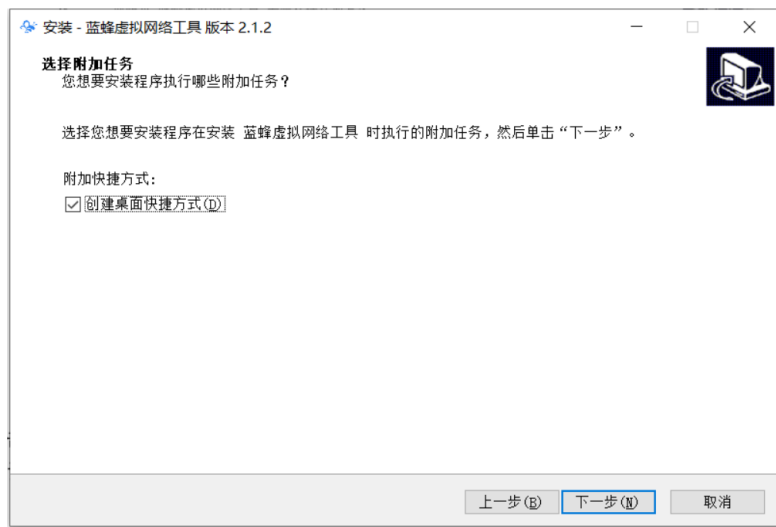 安装 - 蓝蜂虚拟网络工具 版本 2.1.2
选择附加任务
您想要安装程序执行哪些附加任务？
选择您想要安装程序在安装 蓝蜂虚拟网络工具 时执行的附加任务，然后单击“下一步”。
附加快捷方式:
创建桌面快捷方式(D)
上一步(B) 下一步(N) 取消